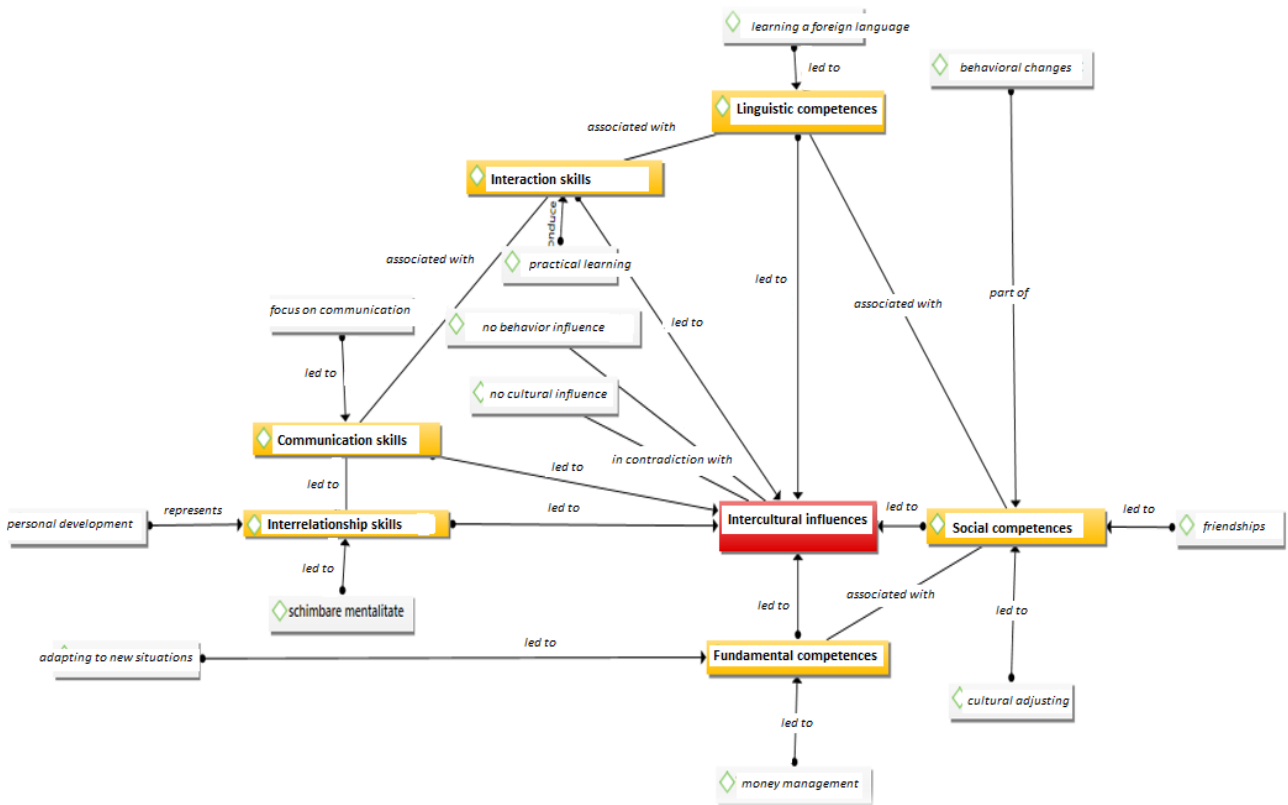 learning a foreign language
led to
behavioral changes
Linguistic competences
associated with
Interaction skills
practical learning
associated with
led to
associated with
part of
focus on communication
no behavior influence
led to
led to
no cultural influence
Communication skills
in contradiction with
led to
led to
personal development
represents
Interrelationship skills
led to
Intercultural influences
led to
Social competences
led to
friendships
led to
schimbare mentalitate
led to
associated with
led to
adapting to new situations
led to
Fundamental competences
cultural adjusting
led to
money management